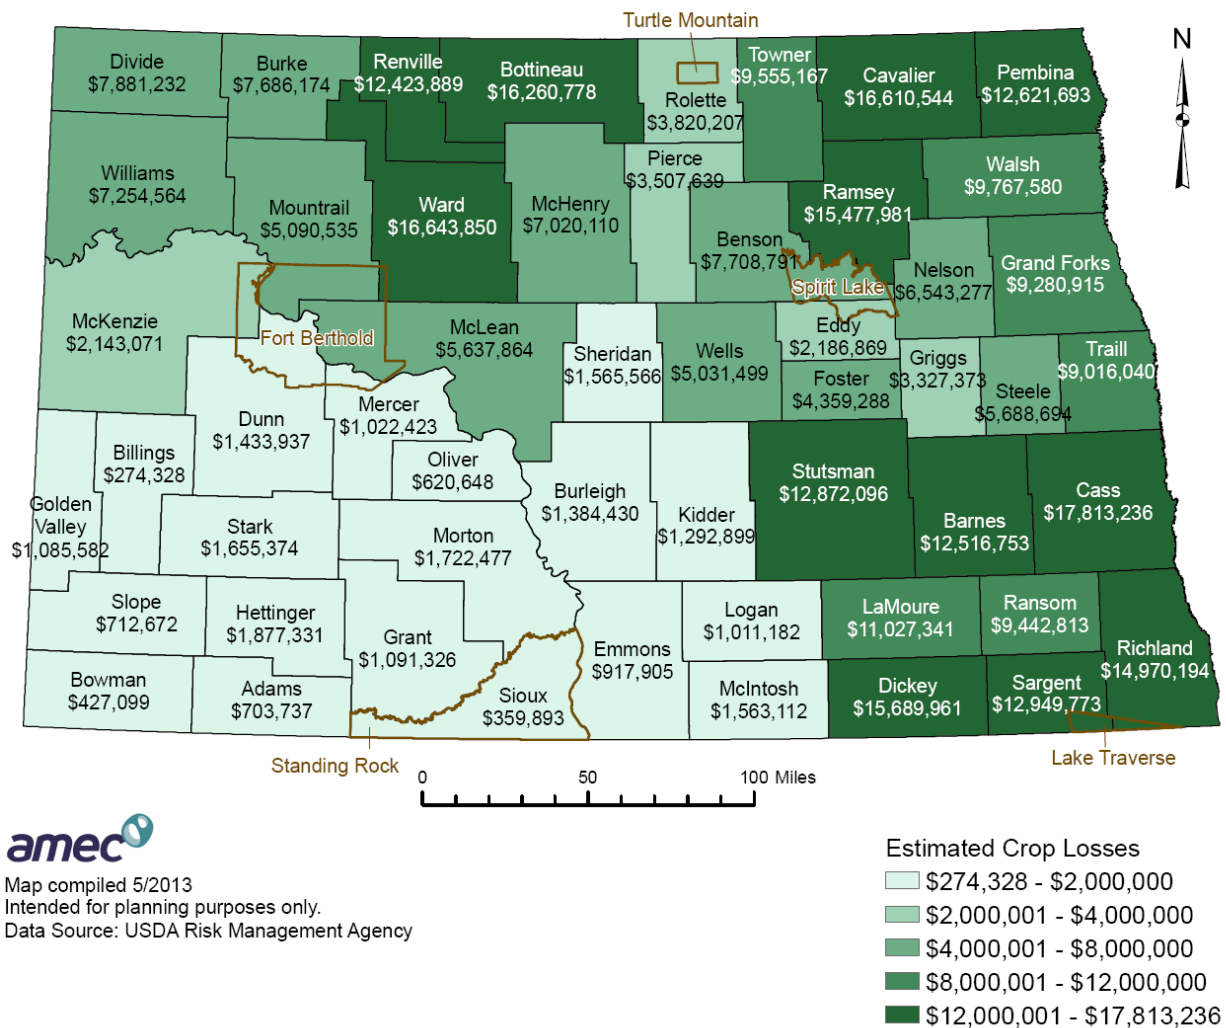 Turtle Mountain
N
Divide
$7,881,232
Burke
$7,686,174
Renville
$12,423,889
Bottineau
$16,260,778
Rolette
$3,820,207
Towner
$9,555,167
Cavalier
$16,610,544
Pembina
$12,621,693
Williams
$7,254,564
Mountrail
$5,090,535
Ward
$16,643,850
McHenry
$7,020,110
Pierce
$3,507,639
Benson
$7,708,791
Ramsey
$15,477,981
Walsh
$9,767,580
Spirit Lake
Nelson
$6,543,277
Grand Forks
$9,280,915
McKenzie
$2,143,071
Fort Berthold
McLean
$5,637,864
Sheridan
$1,565,566
Wells
$5,031,499
Eddy
$2,186,869
Foster
$4,359,288
Griggs
$3,327,373
Steele
$5,688,694
Traill
$9,016,040
Dunn
$1,433,937
Mercer
$1,022,423
Oliver
$620,648
Billings
$274,328
Golden
Valley
$1,085,582
Stark
$1,655,374
Morton
$1,722,477
Burleigh
$1,384,430
Kidder
$1,292,899
Stutsman
$12,872,096
Barnes
$12,516,753
Cass
$17,813,236
Slope
$712,672
Hettinger
$1,877,331
Grant
$1,091,326
Emmons
$917,905
Logan
$1,011,182
LaMoure
$11,027,341
Ransom
$9,442,813
Richland
$14,970,194
Bowman
$427,099
Adams
$703,737
Sioux
$359,893
McIntosh
$1,563,112
Dickey
$15,689,961
Sargent
$12,949,773
Standing Rock
Lake Traverse
0 50 100 Miles
amec
Map compiled 5/2013
Intended for planning purposes only.
Data Source: USDA Risk Management Agency
Estimated Crop Losses
$274,328 - $2,000,000
$2,000,001 - $4,000,000
$4,000,001 - $8,000,000
$8,000,001 - $12,000,000
$12,000,001 - $17,813,236